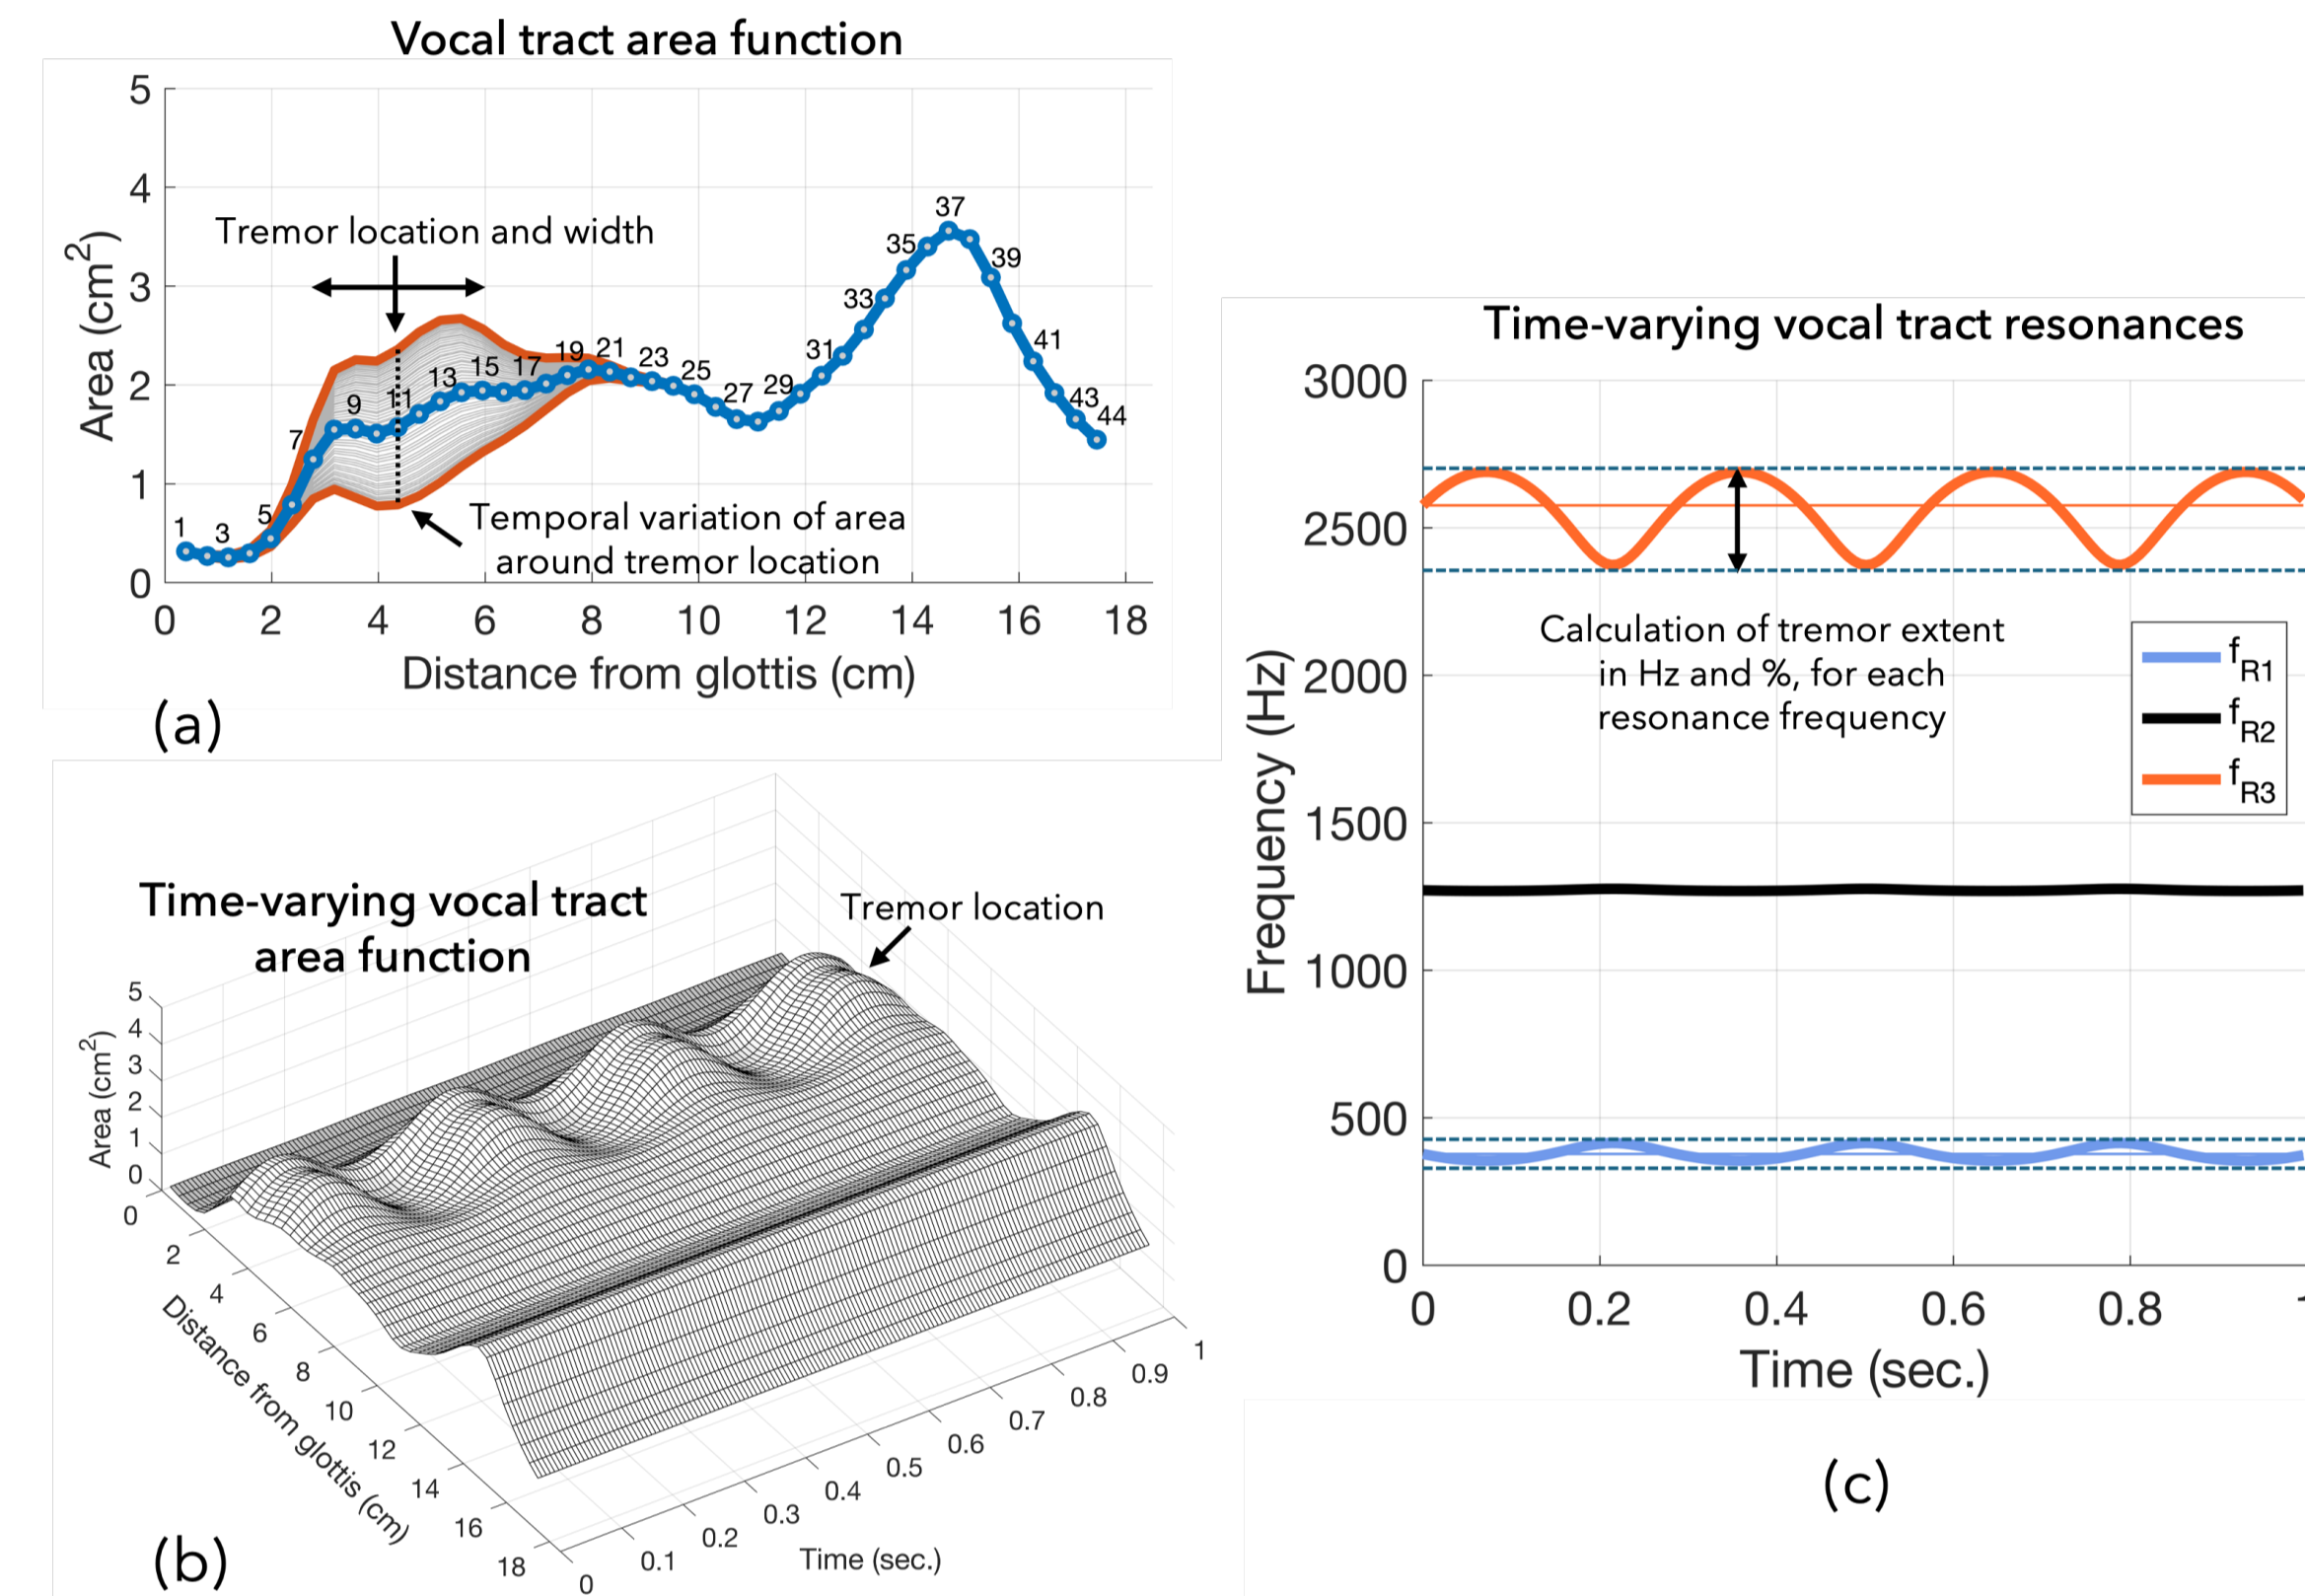 Vocal tract area function
5
4
3
2
1
0
Area (cm2)
Tremor location and width
1
3
5
7
9
11
13
15
17
19
21
23
25
27
29
31
33
35
37
39
41
43
44
Temporal variation of area
around tremor location
0 2 4 6 8 10 12 14 16 18
Distance from glottis (cm)
(a)
Time-varying vocal tract
area function
Tremor location
5
4
3
2
1
0
Area (cm2)
0
2
4
6
8
10
12
14
16
18
Distance from glottis (cm)
0
0.1
0.2
0.3
0.4
0.5
0.6
0.7
0.8
0.9
1
Time (sec.)
(b)
Time-varying vocal tract resonances
3000
2500
2000
1500
1000
500
0
Frequency (Hz)
Calculation of tremor extent
in Hz and %, for each
resonance frequency
fR1
fR2
fR3
0 0.2 0.4 0.6 0.8
Time (sec.)
(c)